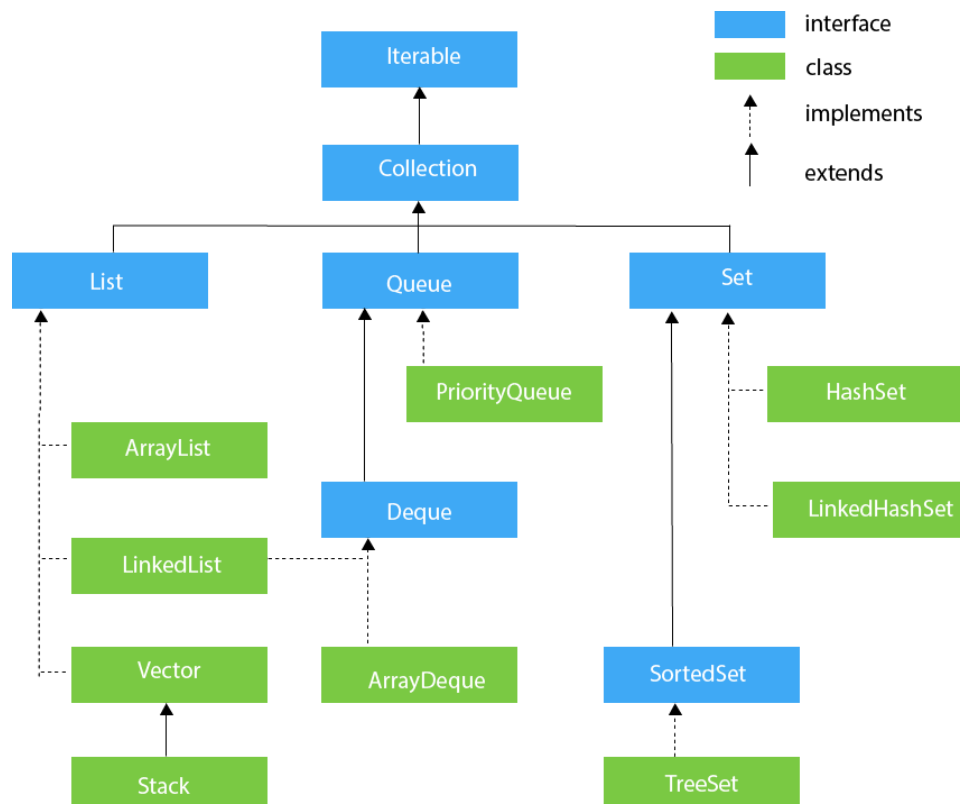 interface
class
implements
extends
Iterable
Collection
List
Queue
Set
PriorityQueue
HashSet
ArrayList
Deque
LinkedHashSet
LinkedList
Vector
ArrayDeque
SortedSet
Stack
TreeSet